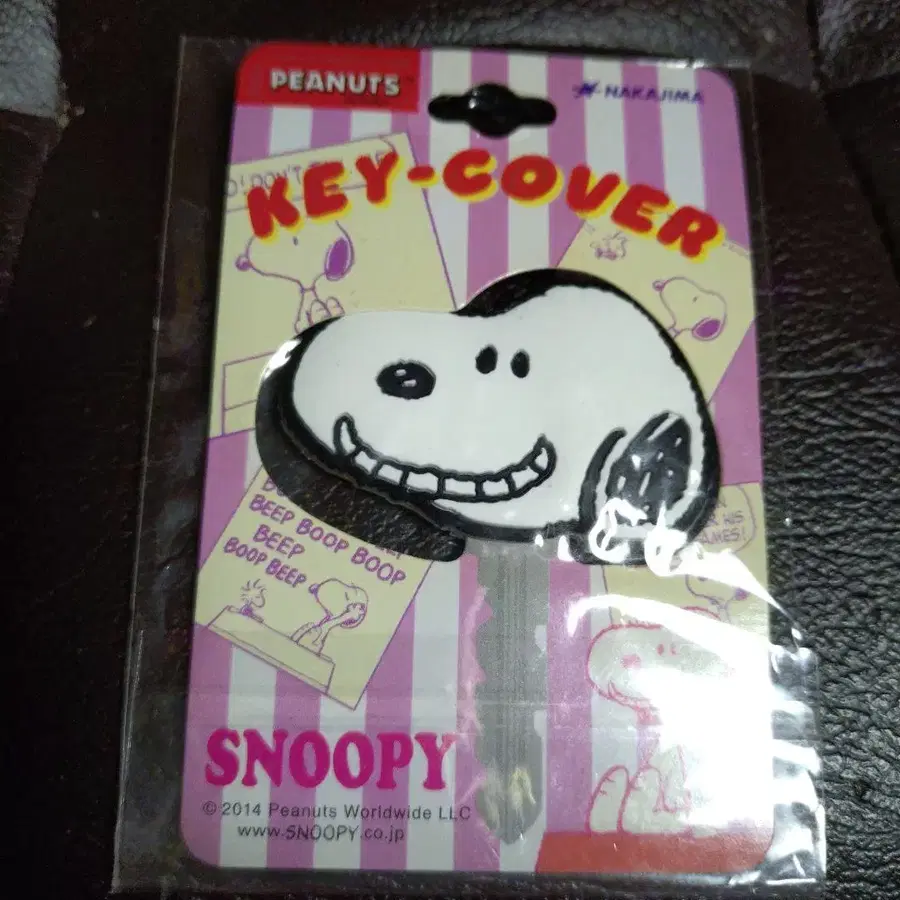 PEANUTS
NAKAJIMA
KEY-COVER
BEEP BOOP BOOP
BEEP
BOOP BEEP
SNOOPY
© 2014 Peanuts Worldwide LLC
www.SNOOPY.co.jp